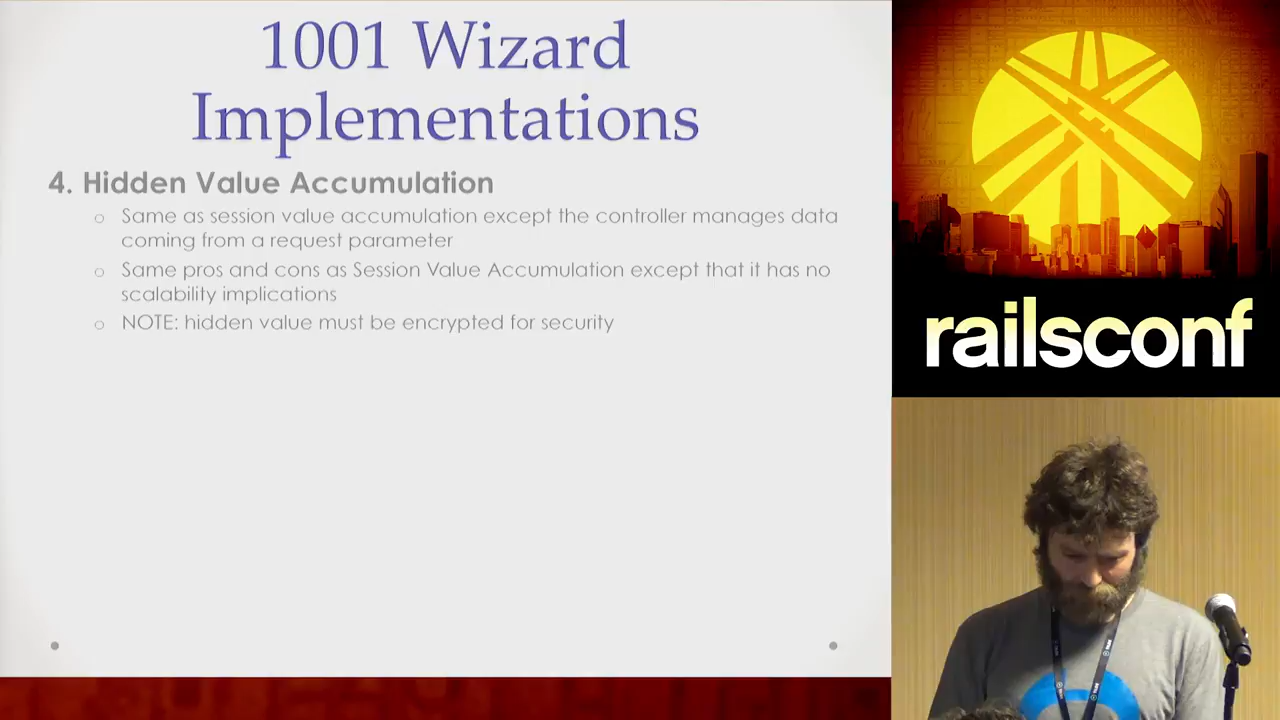 1001 Wizard
Implementations
4. Hidden Value Accumulation
Same as session value accumulation except the controller manages data
coming from a request parameter
Same pros and cons as Session Value Accumulation except that it has no
scalability implications
NOTE: hidden value must be encrypted for security
railsconf